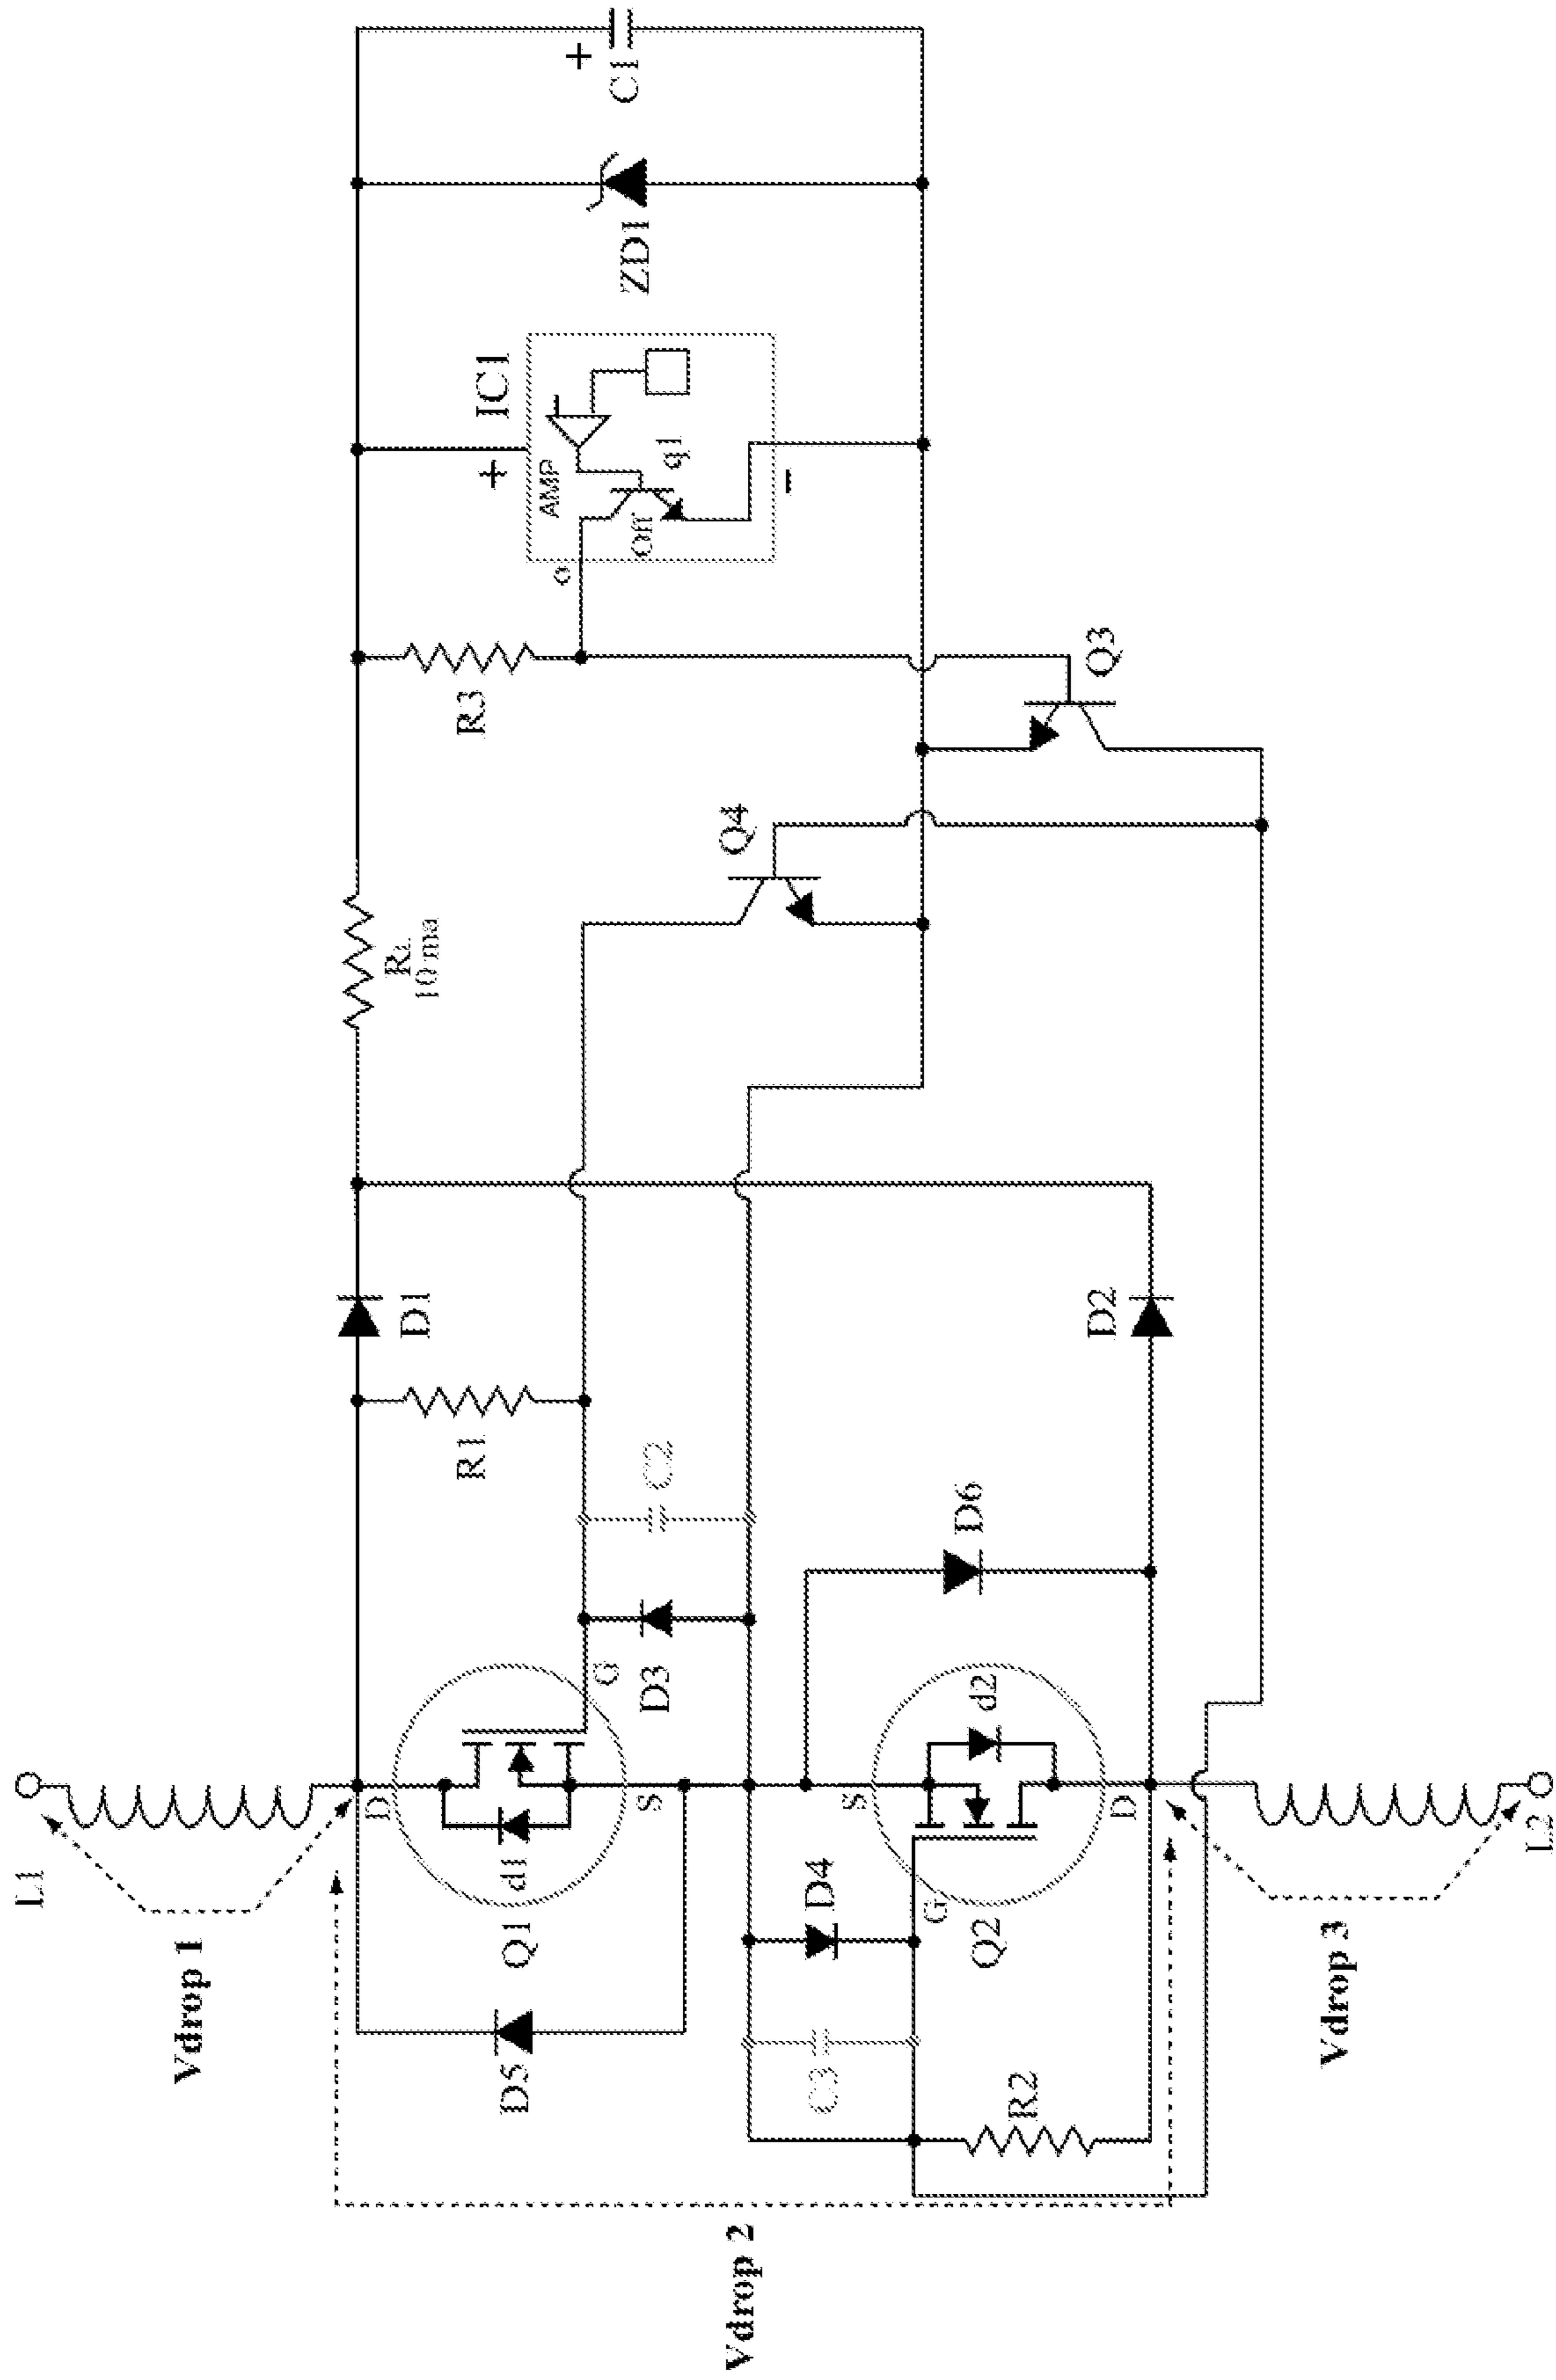 L1
Vdrop 1
D
R1
D1
10 ma
R3
+
IC1
D5
Q1
d1
G
AMP
o
+
C1
S
D3
C2
Off
q1
ZD1
Vdrop 2
Q4
-
C3
D4
S
G
Q2
d2
D6
R2
D
D2
Q3
Vdrop 3
L2